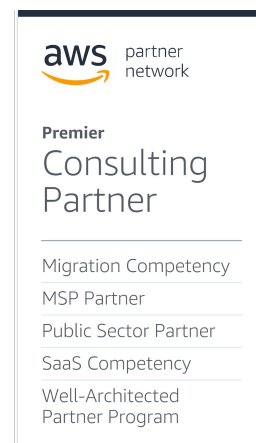 aws partner
network
Premier
Consulting
Partner
Migration Competency
MSP Partner
Public Sector Partner
SaaS Competency
Well-Architected
Partner Program